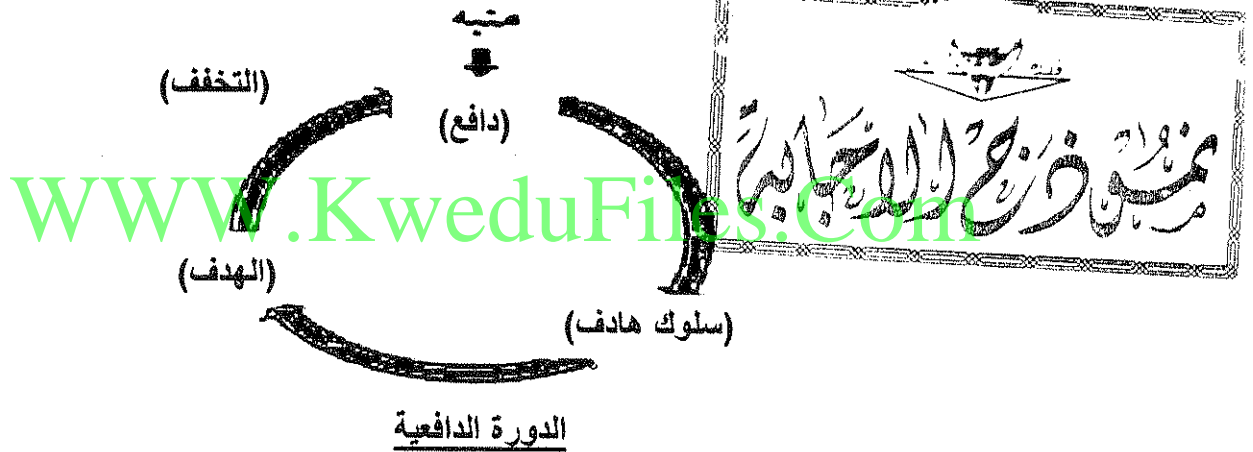 منبه
(التخفف)
(دافع)
نموذج الاجابة
WWW.KweduFiles.Com
(الهدف)
(سلوك هادف)
الدورة الدافعية